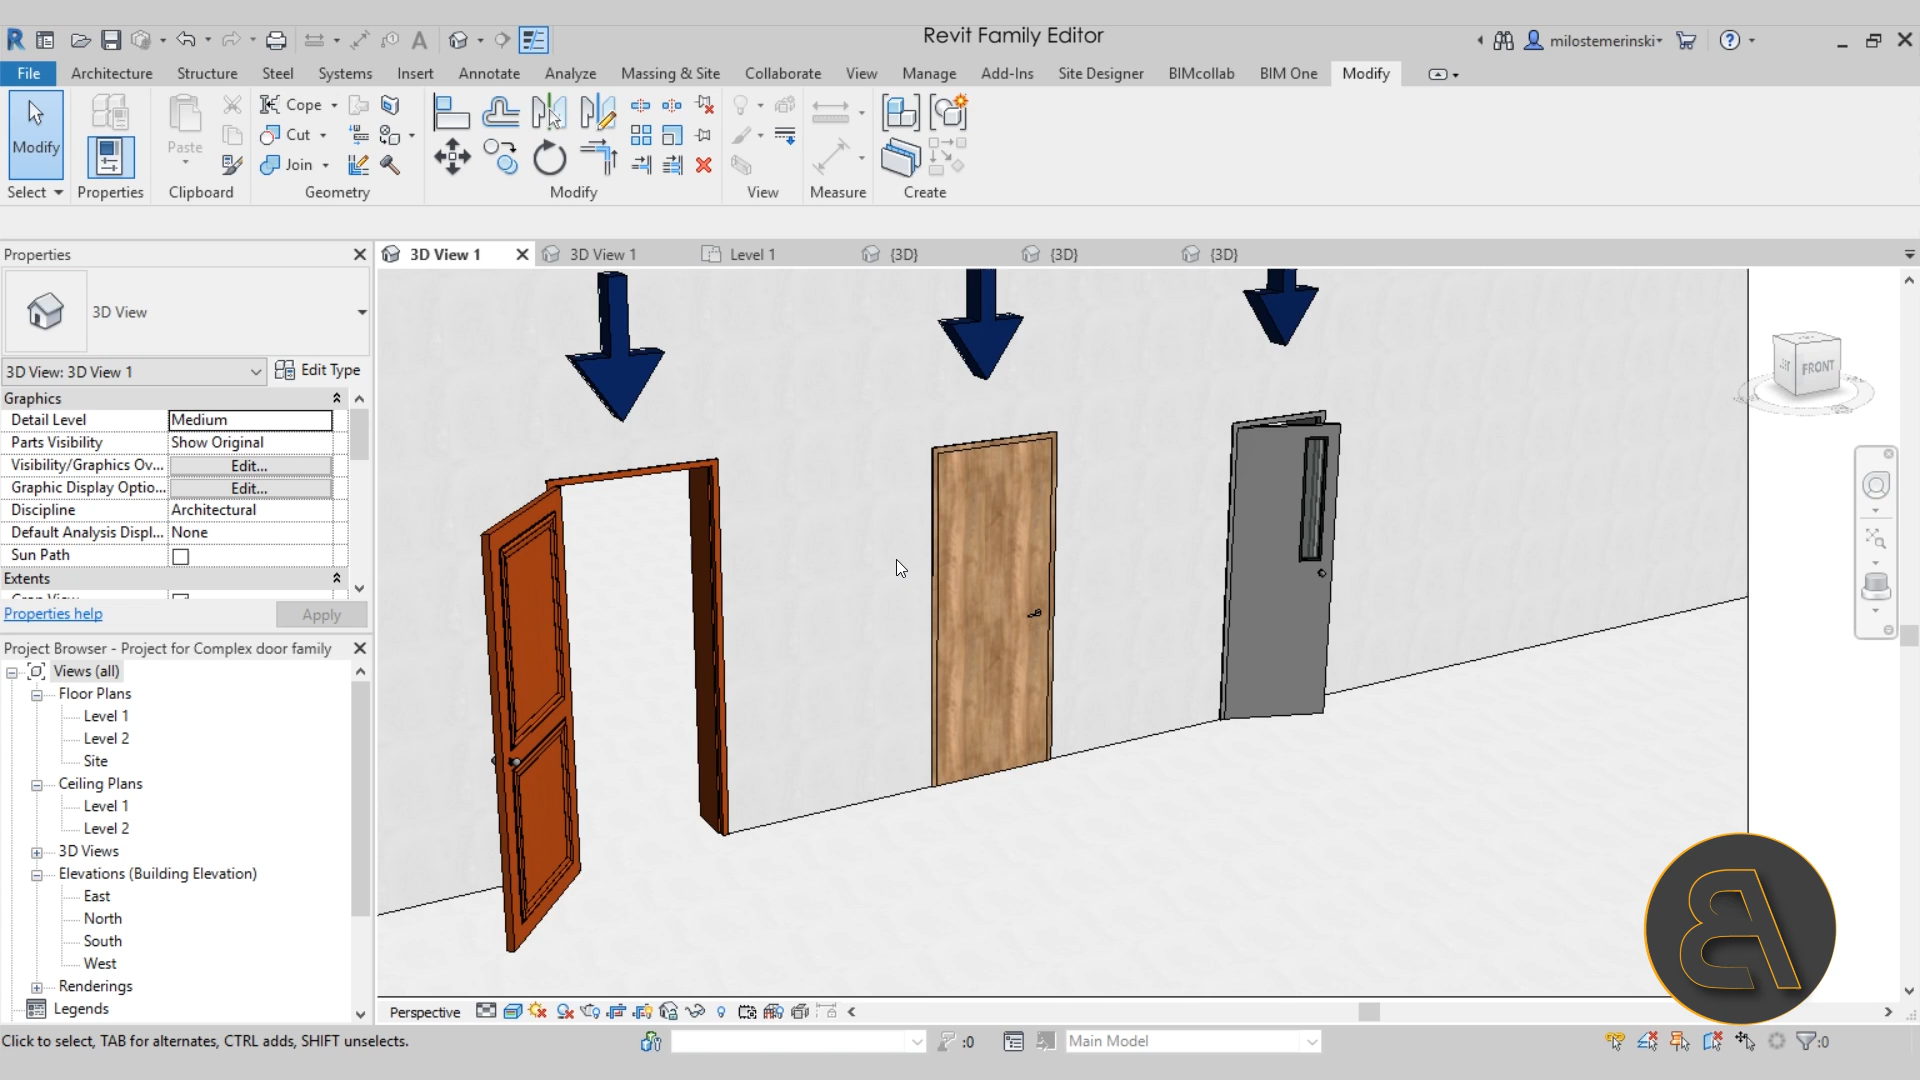 Revit Family Editor
milostemerinski
File Architecture Structure Steel Systems Insert Annotate Analyze Massing & Site Collaborate View Manage Add-Ins Site Designer BIMcollab BIM One Modify
Modify
Paste
Cope
Cut
Join
Select Properties Clipboard Geometry Modify View Measure Create
Properties
3D View 1 3D View 1 Level 1 {3D} {3D} {3D}
3D View
3D View: 3D View 1 Edit Type
Graphics
Detail Level Medium
Parts Visibility Show Original
Visibility/Graphics Ov... Edit...
Graphic Display Optio... Edit...
Discipline Architectural
Default Analysis Displ... None
Sun Path
Extents
Properties help Apply
FRONT
Project Browser - Project for Complex door family
Views (all)
Floor Plans
Level 1
Level 2
Site
Ceiling Plans
Level 1
Level 2
3D Views
Elevations (Building Elevation)
East
North
South
West
Renderings
Legends
Perspective
Click to select, TAB for alternates, CTRL adds, SHIFT unselects.
:0
Main Model
:0